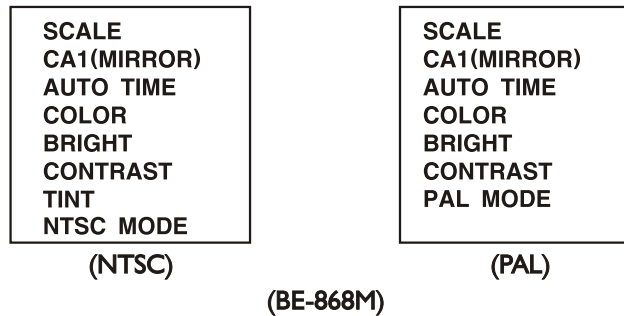 SCALE
CA1(MIRROR)
AUTO TIME
COLOR
BRIGHT
CONTRAST
TINT
NTSC MODE
(NTSC)
SCALE
CA1(MIRROR)
AUTO TIME
COLOR
BRIGHT
CONTRAST
PAL MODE
(PAL)
(BE-868M)